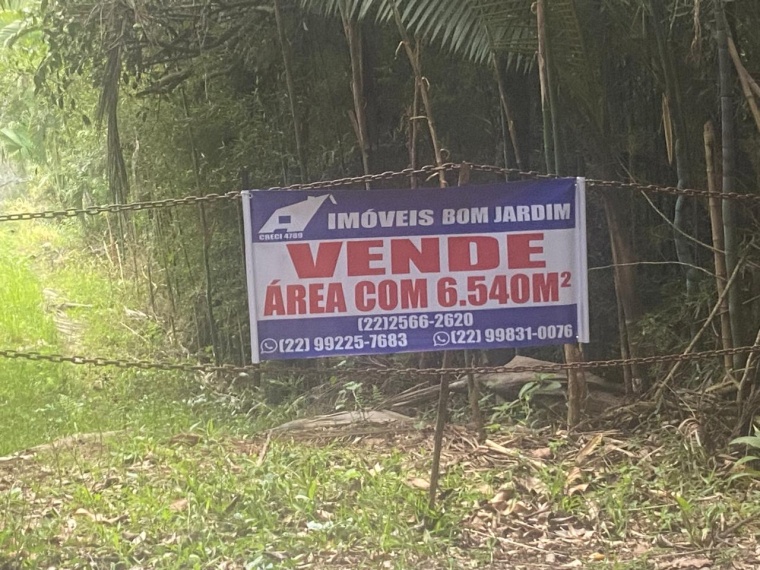 IMÓVEIS BOM JARDIM
CRECI 4789
VENDE
ÁREA COM 6.540M²
(22)2566-2620
(22) 99225-7683 (22) 99831-0076